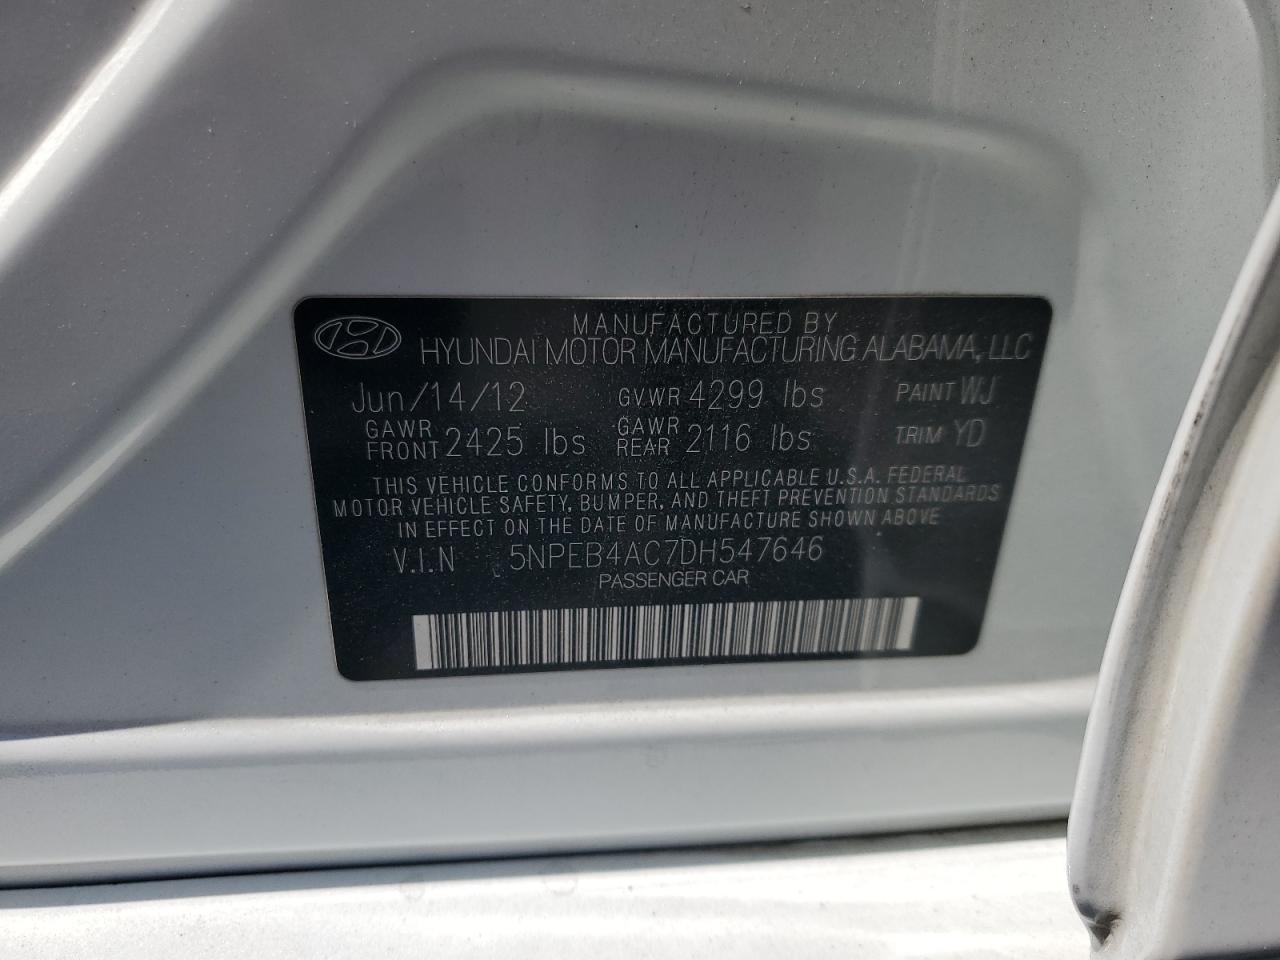 MANUFACTURED BY
HYUNDAI MOTOR MANUFACTURING ALABAMA, LLC
Jun/14/12 GVWR 4299 lbs PAINT WJ
GAWR FRONT 2425 lbs GAWR REAR 2116 lbs TRIM YD
THIS VEHICLE CONFORMS TO ALL APPLICABLE U.S.A. FEDERAL
MOTOR VEHICLE SAFETY, BUMPER, AND THEFT PREVENTION STANDARDS
IN EFFECT ON THE DATE OF MANUFACTURE SHOWN ABOVE
V.I.N 5NPEB4AC7DH547646
PASSENGER CAR